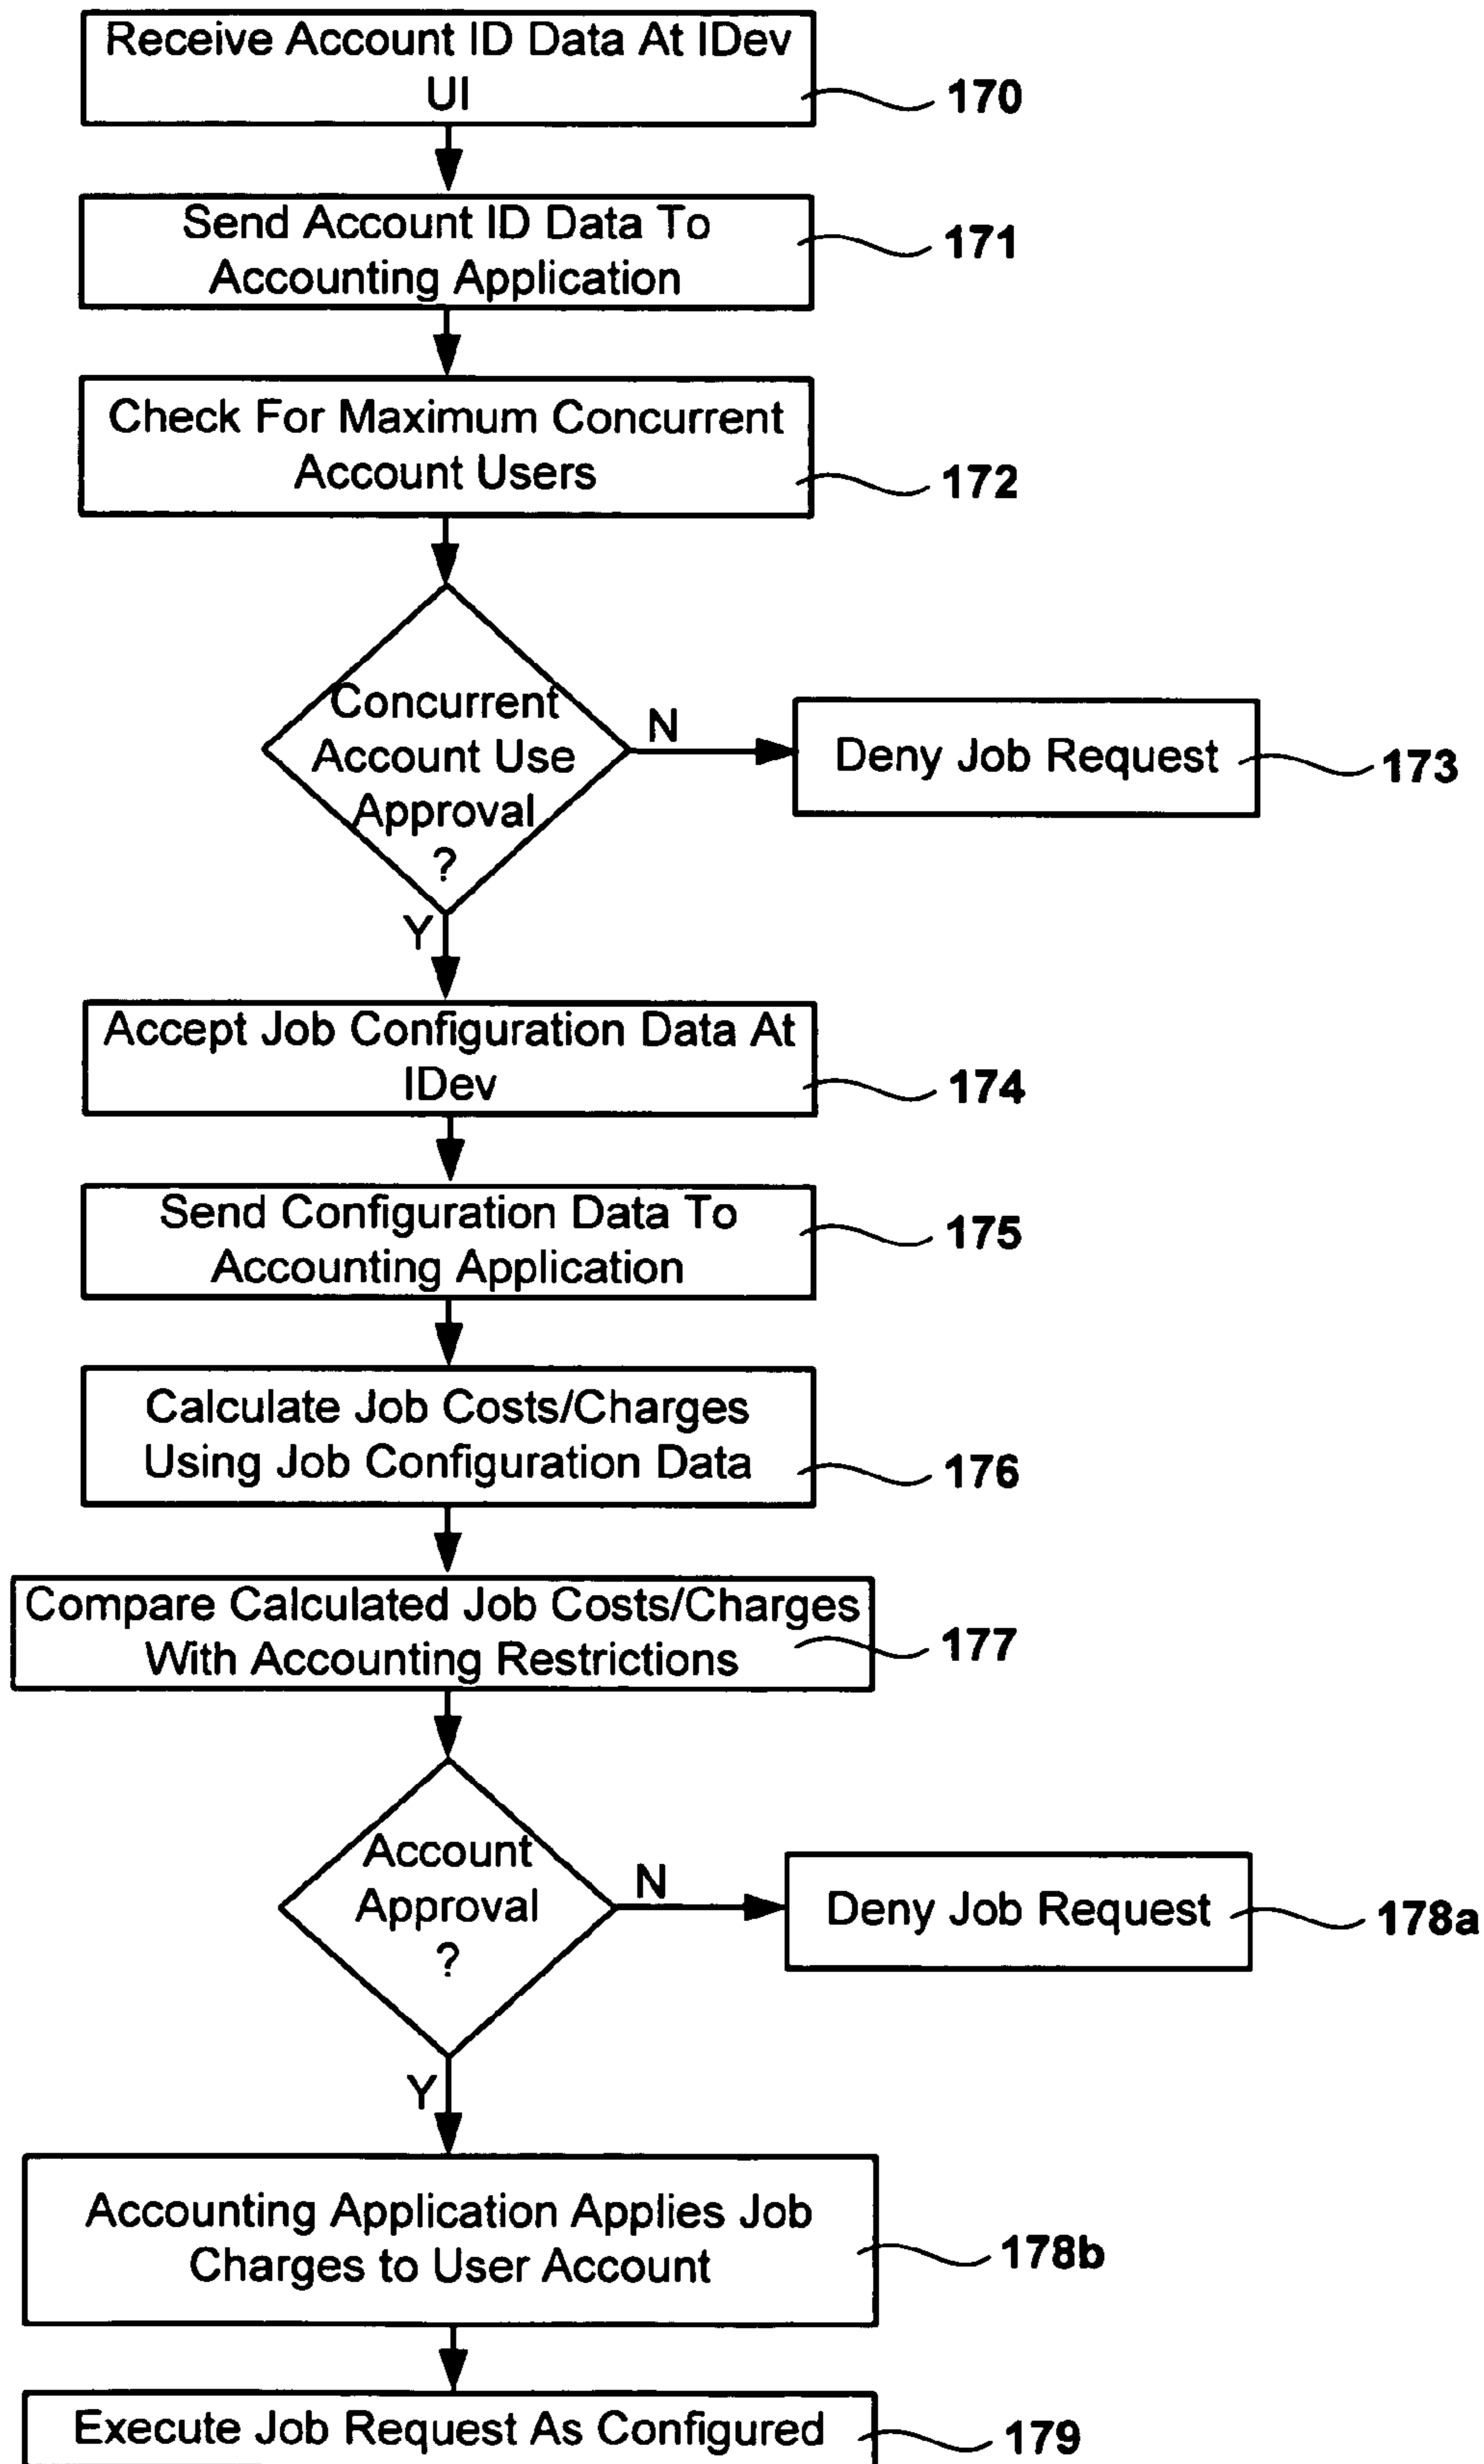 Receive Account ID Data At IDev
UI
170
Send Account ID Data To
Accounting Application
171
Check For Maximum Concurrent
Account Users
172
Concurrent
Account Use
Approval
?
N
Deny Job Request
173
Y
Accept Job Configuration Data At
IDev
174
Send Configuration Data To
Accounting Application
175
Calculate Job Costs/Charges
Using Job Configuration Data
176
Compare Calculated Job Costs/Charges
With Accounting Restrictions
177
Account
Approval
?
N
Deny Job Request
178a
Y
Accounting Application Applies Job
Charges to User Account
178b
Execute Job Request As Configured
179